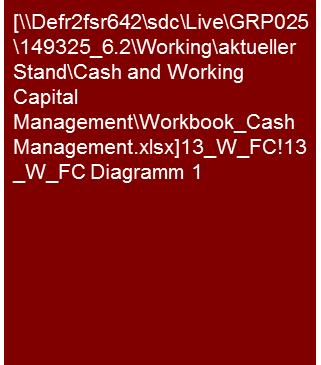 [\\Defr2fsr642\sdc\Live\GRP025
\149325_6.2\Working\aktueller
Stand\Cash and Working
Capital
Management\Workbook_Cash
Management.xlsx]13_W_FC!13
_W_FC Diagramm 1